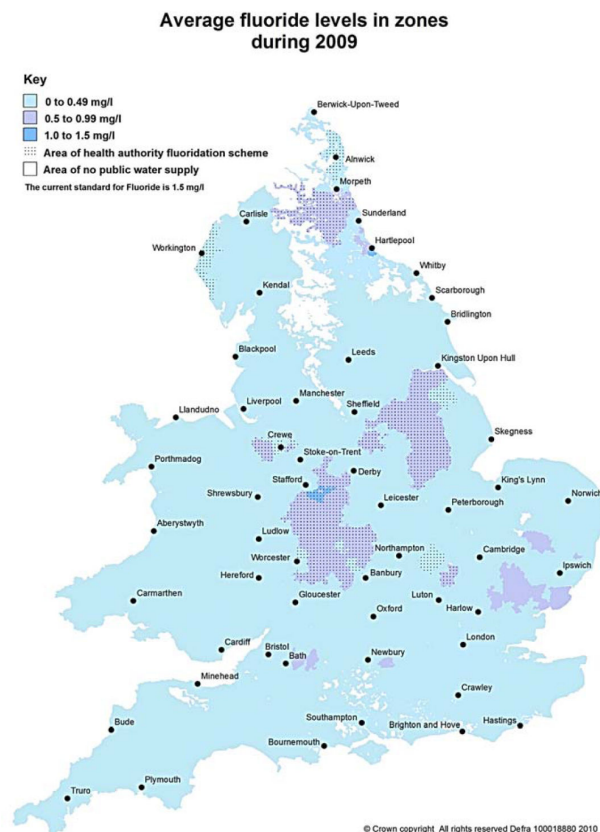 Average fluoride levels in zones
during 2009
Key
0 to 0.49 mg/l
0.5 to 0.99 mg/l
1.0 to 1.5 mg/l
Area of health authority fluoridation scheme
Area of no public water supply
The current standard for Fluoride is 1.5 mg/l
Berwick-Upon-Tweed
Alnwick
Morpeth
Carlisle
Sunderland
Workington
Hartlepool
Whitby
Kendal
Scarborough
Bridlington
Blackpool
Leeds
Kingston Upon Hull
Manchester
Liverpool
Sheffield
Llandudno
Crewe
Skegness
Stoke-on-Trent
Porthmadog
Derby
Stafford
King's Lynn
Shrewsbury
Leicester
Peterborough
Norwich
Aberystwyth
Ludlow
Northampton
Cambridge
Worcester
Ipswich
Hereford
Banbury
Carmarthen
Gloucester
Luton
Harlow
Oxford
Cardiff
Bristol
London
Bath
Newbury
Minehead
Crawley
Bude
Southampton
Brighton and Hove
Hastings
Bournemouth
Plymouth
Truro
© Crown copyright All rights reserved Defra 100018880 2010